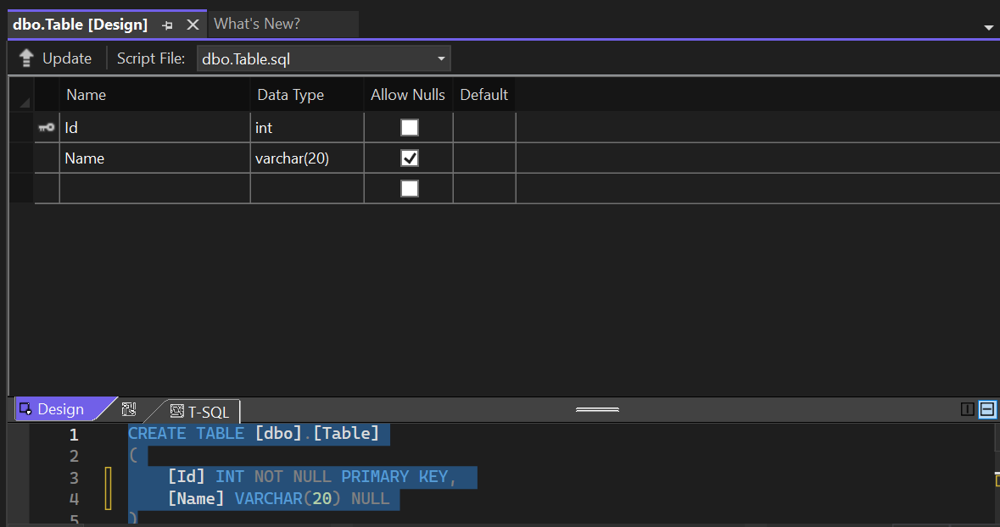 dbo.Table [Design] What's New?
Update Script File: dbo.Table.sql
Name Data Type Allow Nulls Default
Id int
Name varchar(20)
Design T-SQL
1 CREATE TABLE [dbo].[Table]
2 (
3 [Id] INT NOT NULL PRIMARY KEY,
4 [Name] VARCHAR(20) NULL
5 )